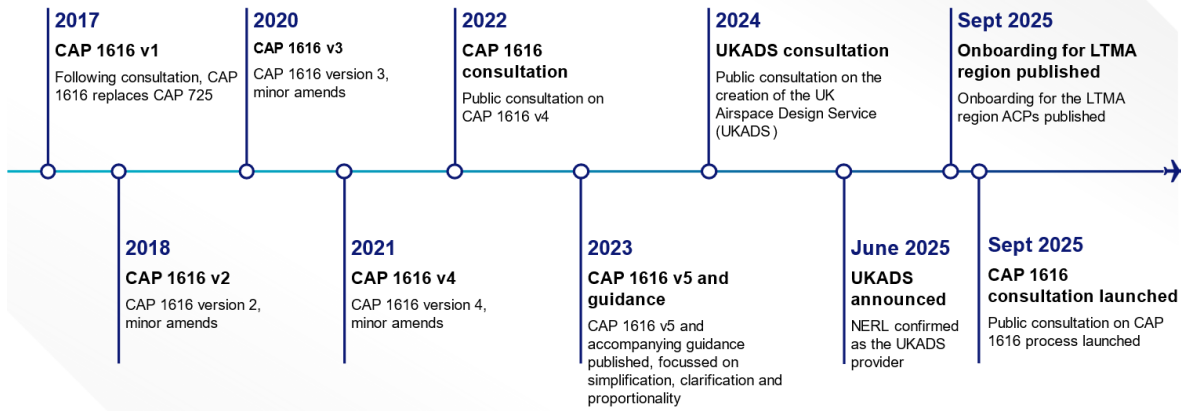 2017
CAP 1616 v1
Following consultation, CAP
1616 replaces CAP 725
2018
CAP 1616 v2
CAP 1616 version 2,
minor amends
2020
CAP 1616 v3
CAP 1616 version 3,
minor amends
2021
CAP 1616 v4
CAP 1616 version 4,
minor amends
2022
CAP 1616
consultation
Public consultation on
CAP 1616 v4
2023
CAP 1616 v5 and
guidance
CAP 1616 v5 and
accompanying guidance
published, focussed on
simplification, clarification and
proportionality
2024
UKADS consultation
Public consultation on the
creation of the UK
Airspace Design Service
(UKADS )
June 2025
UKADS
announced
NERL confirmed
as the UKADS
provider
Sept 2025
Onboarding for LTMA
region published
Onboarding for the LTMA
region ACPs published
Sept 2025
CAP 1616
consultation launched
Public consultation on CAP
1616 process launched